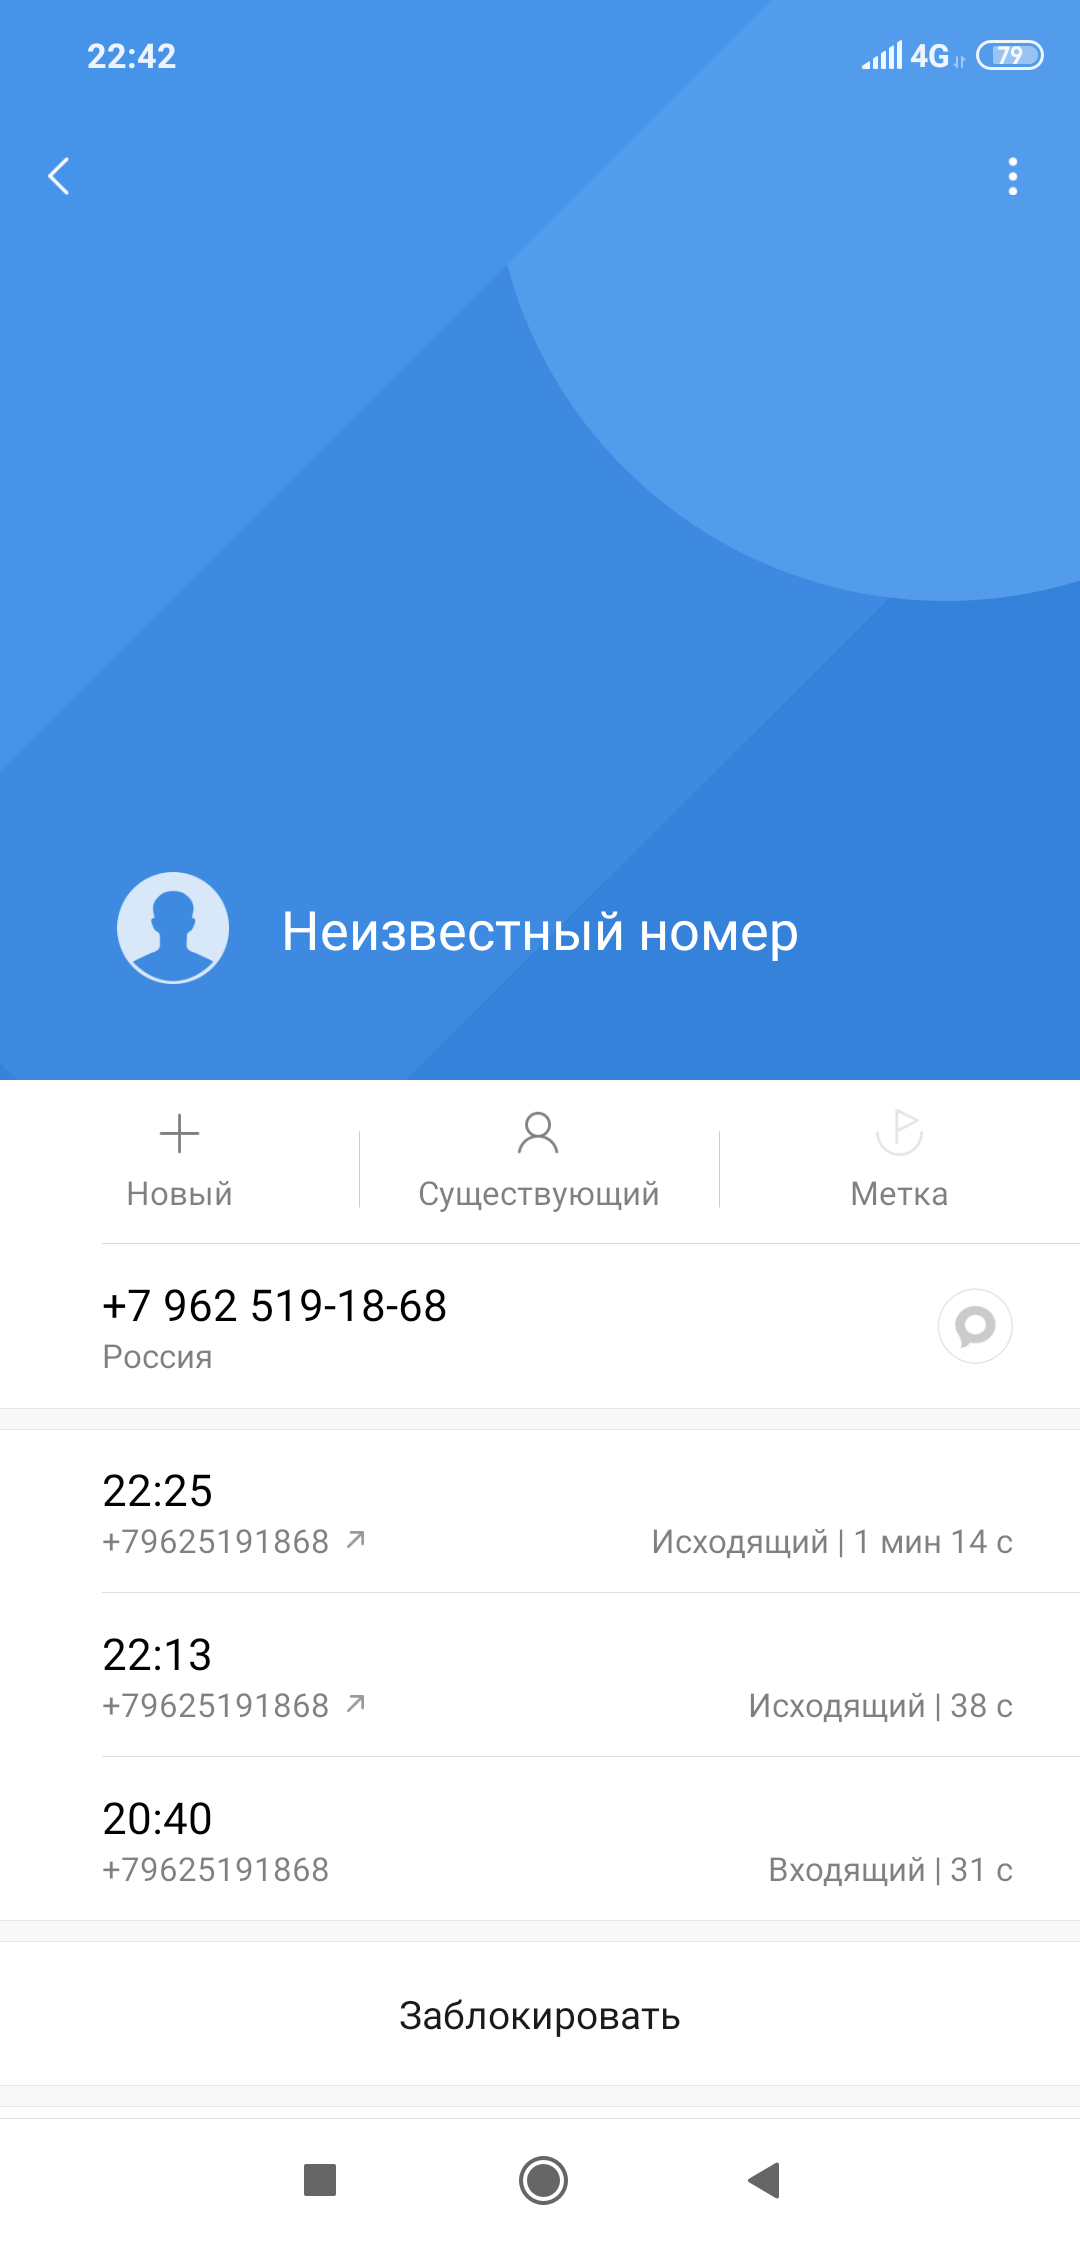 22:42
4G 79
Неизвестный номер
Новый Существующий Метка
+7 962 519-18-68
Россия
22:25
+79625191868 Исходящий | 1 мин 14 с
22:13
+79625191868 Исходящий | 38 с
20:40
+79625191868 Входящий | 31 с
Заблокировать